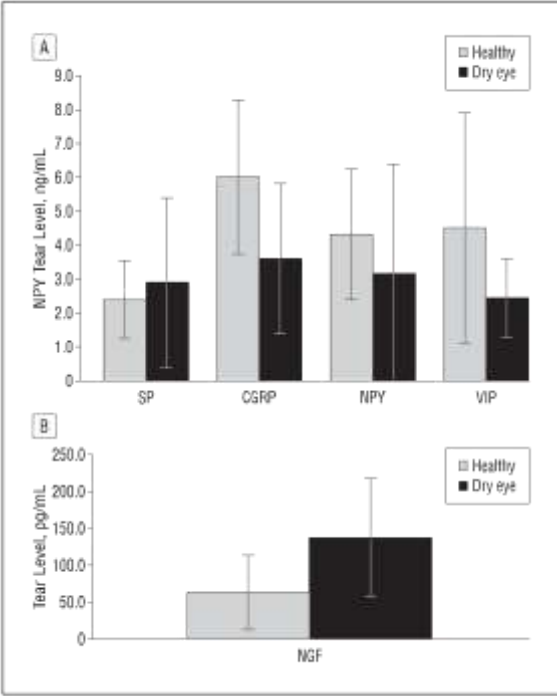 A
Healthy
Dry eye
NPY Tear Level, ng/mL
9.0
8.0
7.0
6.0
5.0
4.0
3.0
2.0
1.0
0
SP CGRP NPY VIP
B
Healthy
Dry eye
Tear Level, pg/mL
250.0
200.0
150.0
100.0
50.0
0
NGF